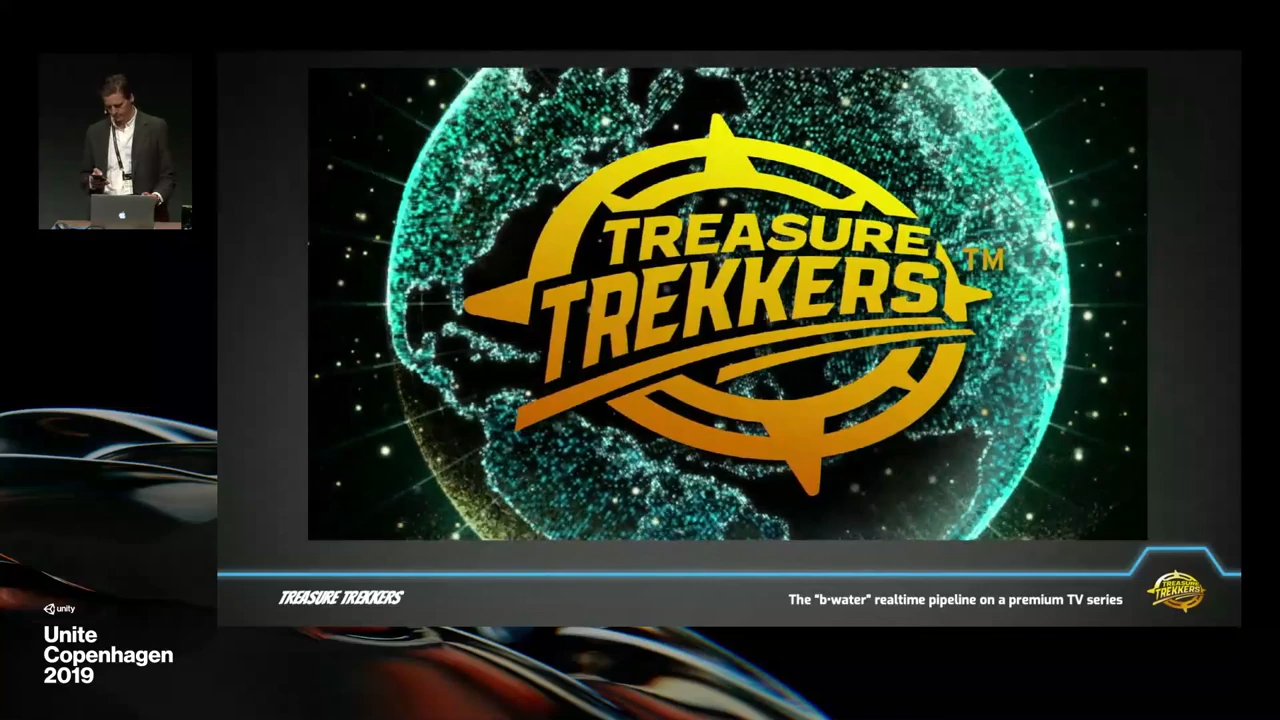 TREASURE
TREKKERS
TM
TREASURE TREKKERS
The "b•water" realtime pipeline on a premium TV series
TREASURE
TREKKERS
unity
Unite
Copenhagen
2019